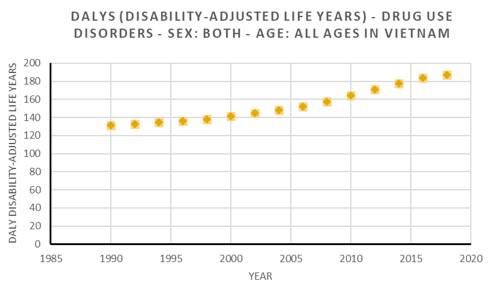 DALYS (DISABILITY-ADJUSTED LIFE YEARS) - DRUG USE
DISORDERS - SEX: BOTH - AGE: ALL AGES IN VIETNAM
DALY DISABILITY-ADJUSTED LIFE YEARS
200
180
160
140
120
100
80
60
40
20
0
1985 1990 1995 2000 2005 2010 2015 2020
YEAR